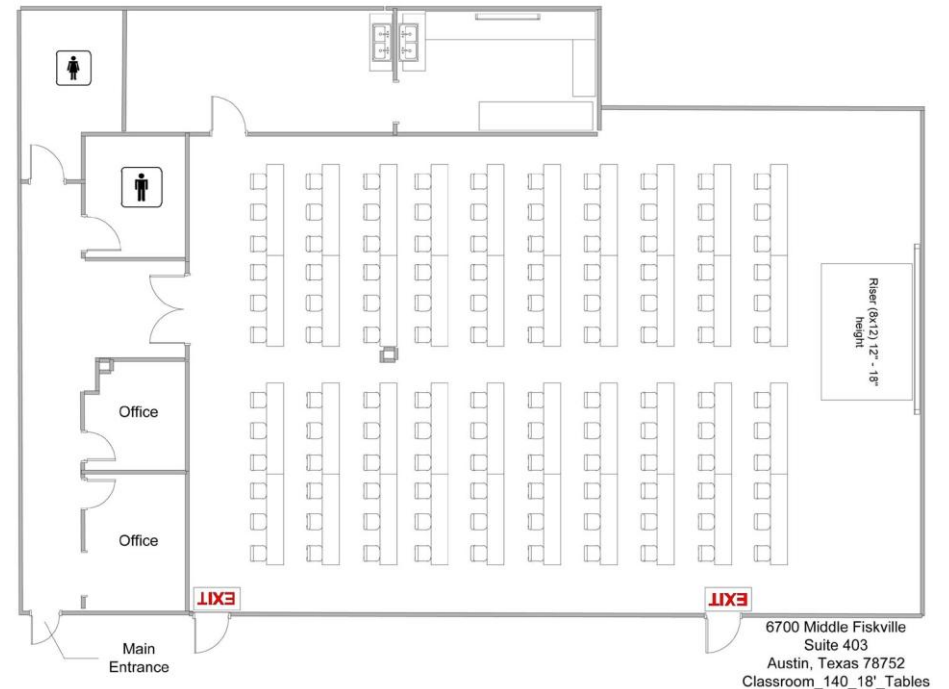 Riser (8x12) 12" - 18"
height
Office
Office
EXIT
EXIT
Main
Entrance
6700 Middle Fiskville
Suite 403
Austin, Texas 78752
Classroom_140_18'_Tables